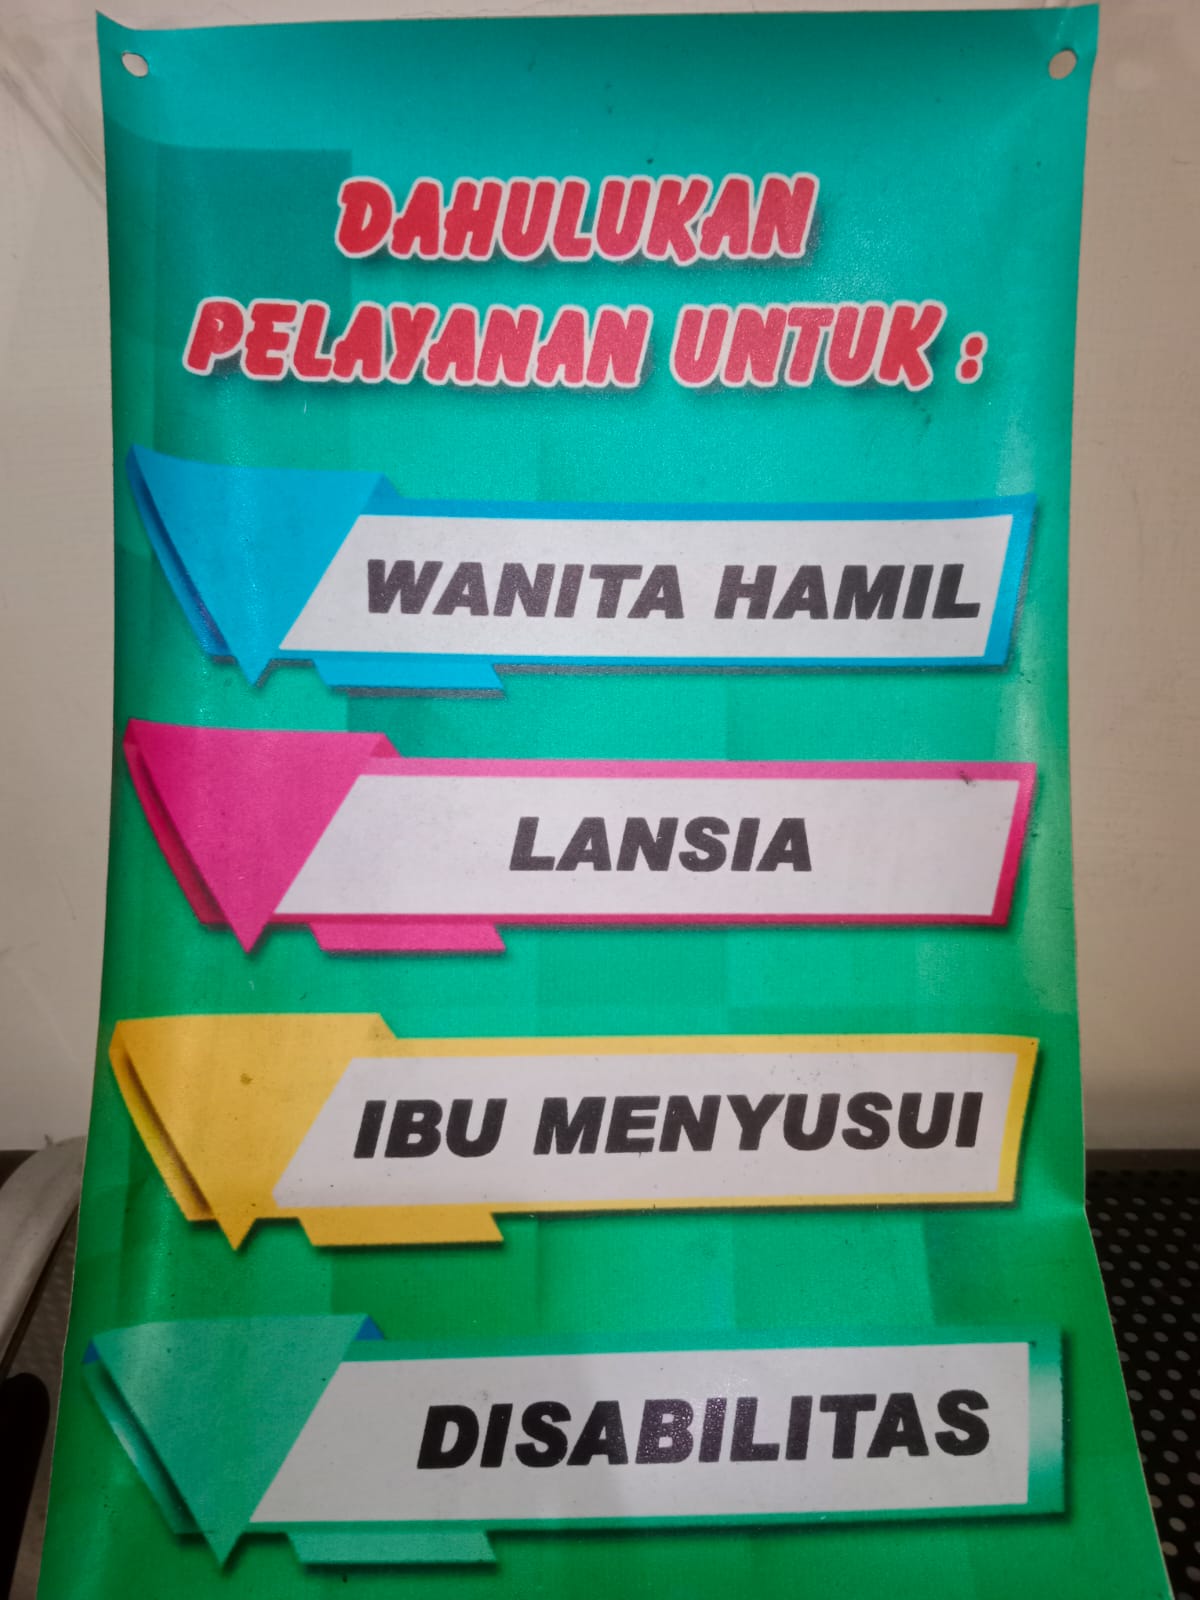 DAHULUKAN
PELAYANAN UNTUK :
WANITA HAMIL
LANSIA
IBU MENYUSUI
DISABILITAS